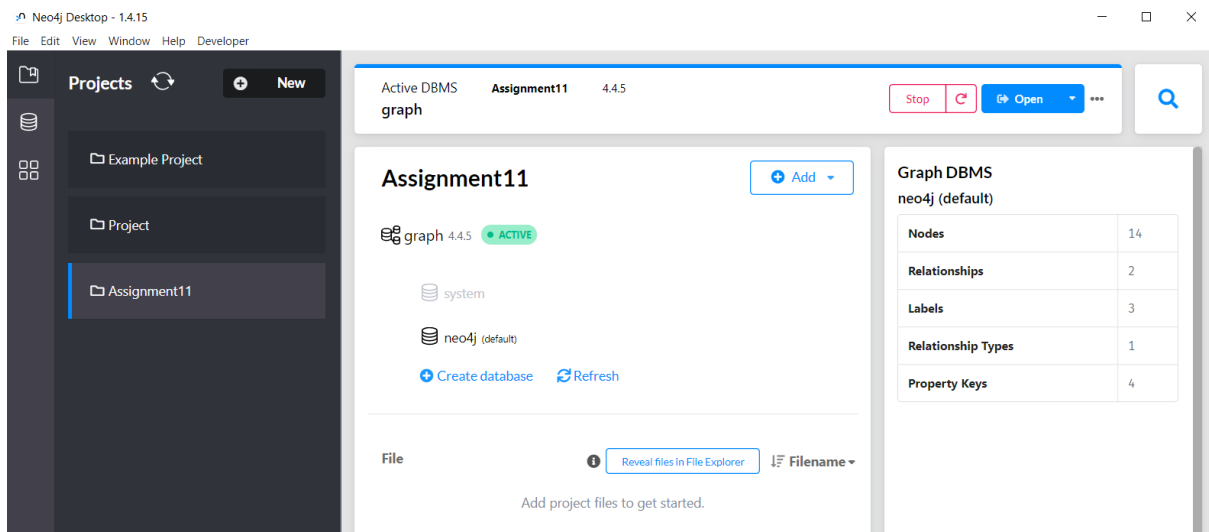 Neo4j Desktop - 1.4.15
File Edit View Window Help Developer
Projects New
Example Project
Project
Assignment11
Active DBMS Assignment11 4.4.5
graph
Stop Open
Assignment11 Add
graph 4.4.5 ACTIVE
system
neo4j (default)
Create database Refresh
File Reveal files in File Explorer Filename
Add project files to get started.
Graph DBMS
neo4j (default)
Nodes 14
Relationships 2
Labels 3
Relationship Types 1
Property Keys 4